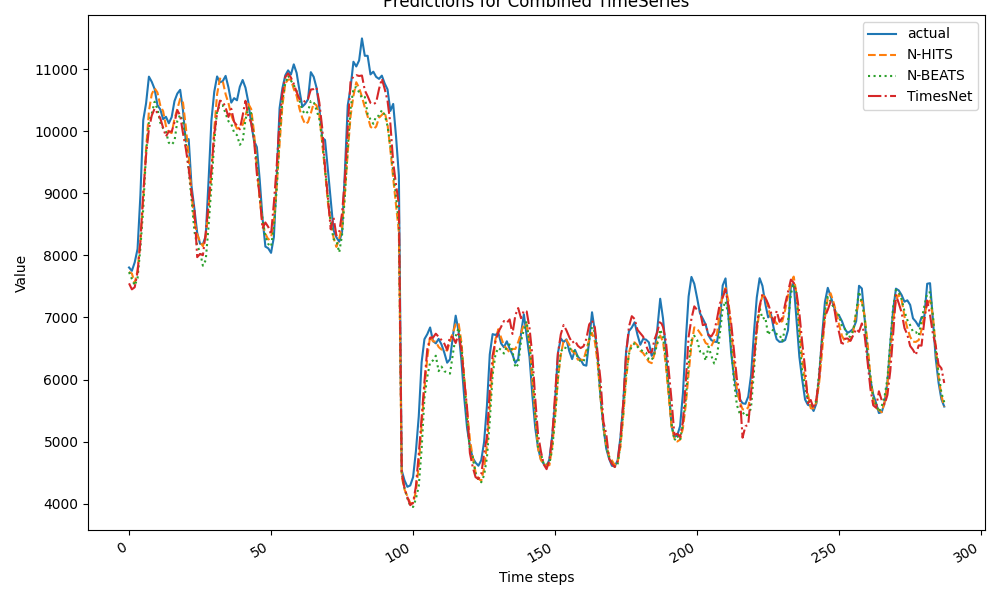 Predictions for Combined TimeSeries
actual
N-HITS
N-BEATS
TimesNet
11000
10000
9000
8000
7000
6000
5000
4000
Value
0
50
100
150
200
250
300
Time steps